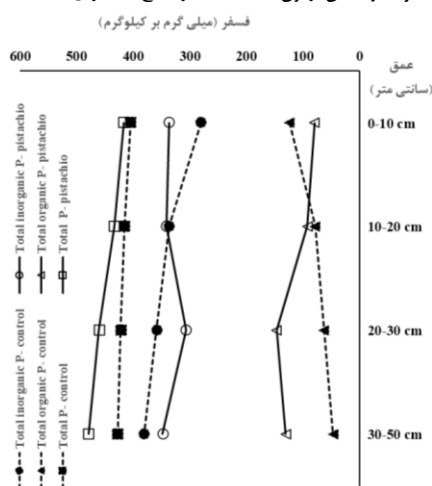 فسفر (میلی گرم بر کیلوگرم)
600 500 400 300 200 100 0
عمق
(سانتی متر)
0-10 cm
10-20 cm
20-30 cm
30-50 cm
Total inorganic P- pistachio
Total organic P- pistachio
Total P- pistachio
Total inorganic P- control
Total organic P- control
Total P- control